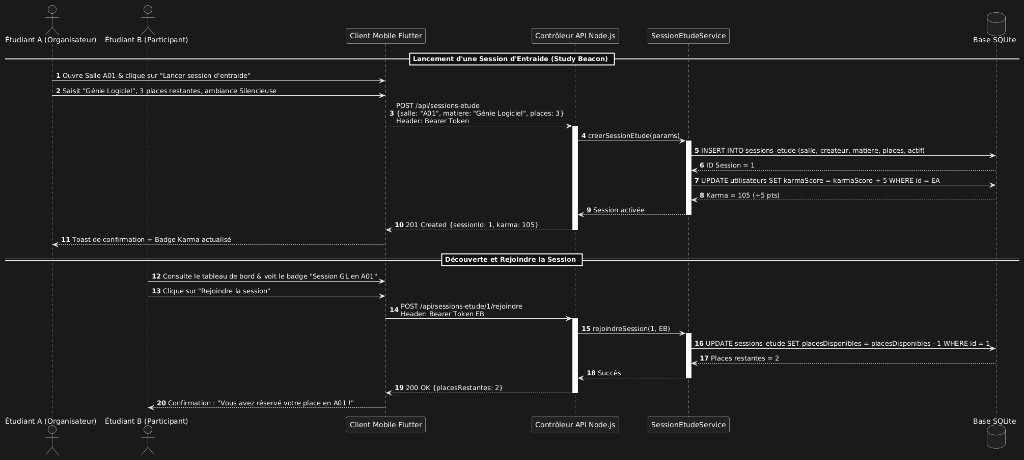 Étudiant A (Organisateur)
Étudiant B (Participant)
Client Mobile Flutter
Contrôleur API Node.js
SessionEtudeService
Base SQLite
Lancement d'une Session d'Entraide (Study Beacon)
1 Ouvre Salle A01 & clique sur "Lancer session d'entraide"
2 Saisit "Génie Logiciel", 3 places restantes, ambiance Silencieuse
POST /api/sessions-etude
3 {salle: "A01", matiere: "Génie Logiciel", places: 3}
Header: Bearer Token
4 creerSessionEtude(params)
5 INSERT INTO sessions_etude (salle, createur, matiere, places, actif)
6 ID Session = 1
7 UPDATE utilisateurs SET karmaScore = karmaScore + 5 WHERE id = EA
8 Karma = 105 (+5 pts)
9 Session activée
10 201 Created {sessionId: 1, karma: 105}
11 Toast de confirmation + Badge Karma actualisé
Découverte et Rejoindre la Session
12 Consulte le tableau de bord & voit le badge "Session GL en A01"
13 Clique sur "Rejoindre la session"
14 POST /api/sessions-etude/1/rejoindre
Header: Bearer Token EB
15 rejoindreSession(1, EB)
16 UPDATE sessions_etude SET placesDisponibles = placesDisponibles - 1 WHERE id = 1
17 Places restantes = 2
18 Succès
19 200 OK {placesRestantes: 2}
20 Confirmation : "Vous avez réservé votre place en A01 !"
Étudiant A (Organisateur)
Étudiant B (Participant)
Client Mobile Flutter
Contrôleur API Node.js
SessionEtudeService
Base SQLite